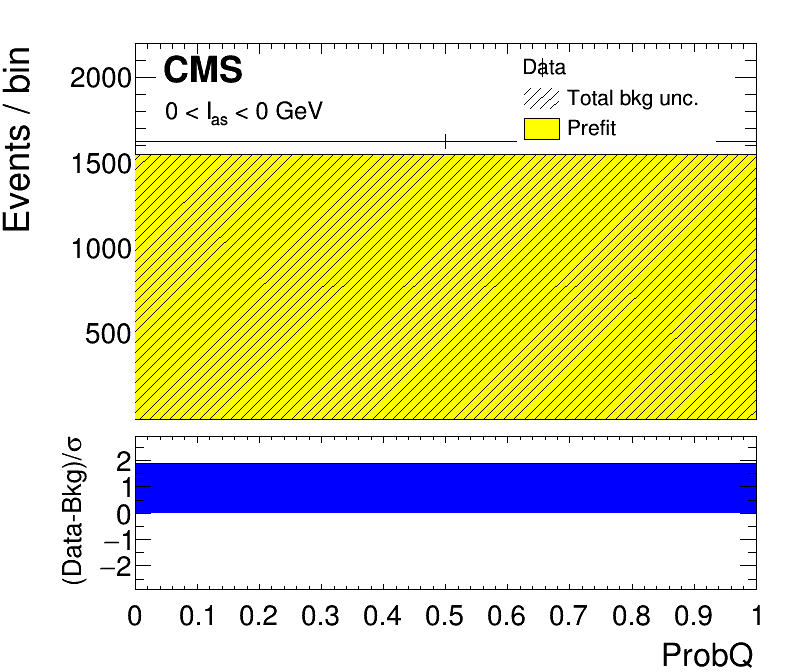 Events / bin
2000
1500
1000
500
CMS
0 < I_as < 0 GeV
Data
Total bkg unc.
Prefit
(Data-Bkg)/σ
2
1
0
−1
−2
0 0.1 0.2 0.3 0.4 0.5 0.6 0.7 0.8 0.9 1
ProbQ